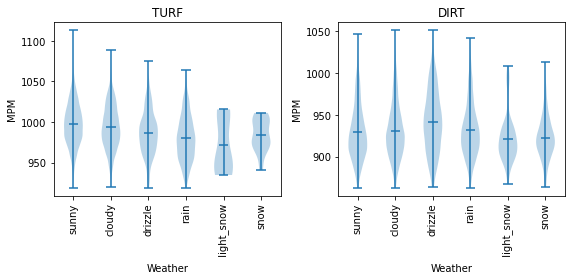 TURF
MPM
1100
1050
1000
950
sunny
cloudy
drizzle
rain
light_snow
snow
Weather
DIRT
MPM
1050
1000
950
900
sunny
cloudy
drizzle
rain
light_snow
snow
Weather